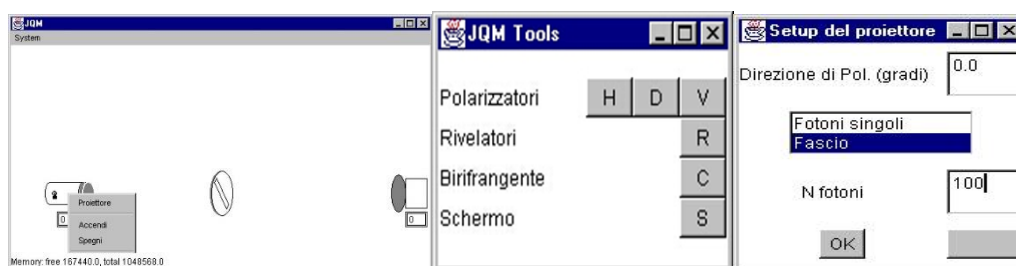 JQM
System
Proiettore
0
Accendi
Spegni
0
Memory: free 167440.0, total 1048568.0
JQM Tools
Polarizzatori H D V
Rivelatori R
Birifrangente C
Schermo S
Setup del proiettore
Direzione di Pol. (gradi) 0.0
Fotoni singoli
Fascio
N fotoni 100
OK